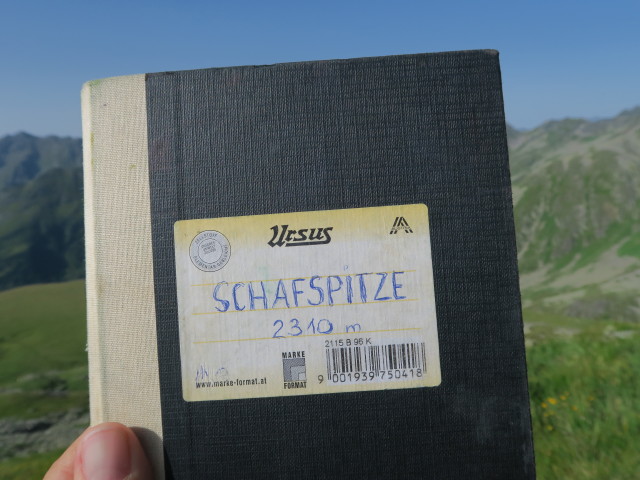 Ursus
SCHAFSPITZE
2310 m
2115 B 96 K
MARKE
FORMAT
www.marke-format.at
9 001939 750418